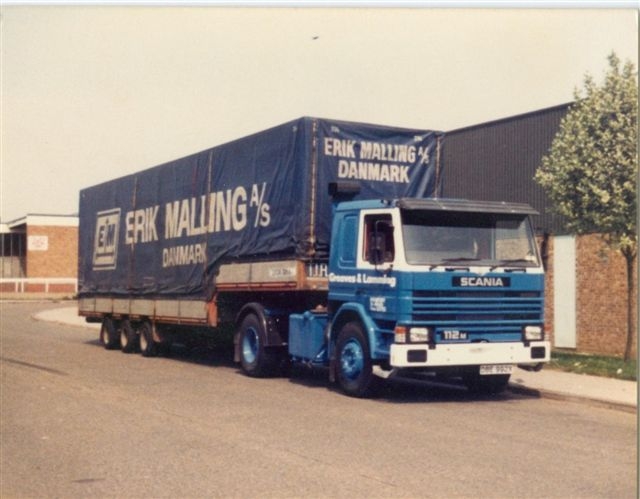 ERIK MALLING A/S
DANMARK
EM
ERIK MALLING A/S
DANMARK
Greaves & Lamming
SCANIA
112M